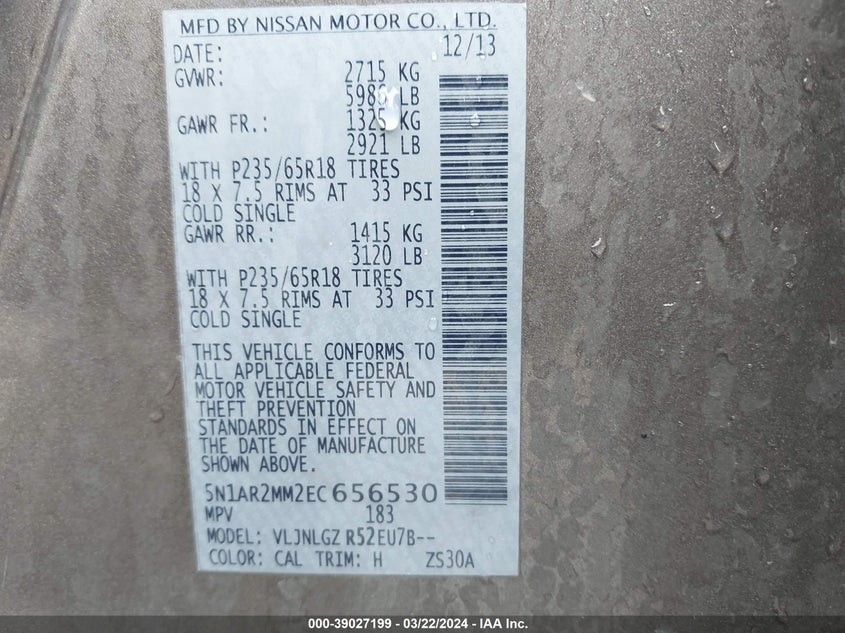 MFD BY NISSAN MOTOR CO., LTD.
DATE: 12/13
GVWR: 2715 KG
5986 LB
GAWR FR.: 1325 KG
2921 LB
WITH P235/65R18 TIRES
18 X 7.5 RIMS AT 33 PSI
COLD SINGLE
GAWR RR.: 1415 KG
3120 LB
WITH P235/65R18 TIRES
18 X 7.5 RIMS AT 33 PSI
COLD SINGLE
THIS VEHICLE CONFORMS TO
ALL APPLICABLE FEDERAL
MOTOR VEHICLE SAFETY AND
THEFT PREVENTION
STANDARDS IN EFFECT ON
THE DATE OF MANUFACTURE
SHOWN ABOVE.
5N1AR2MM2EC656530
MPV 183
MODEL: VLJNLGZ R52EU7B--
COLOR: CAL TRIM: H ZS30A
000-39027199 - 03/22/2024 - IAA Inc.